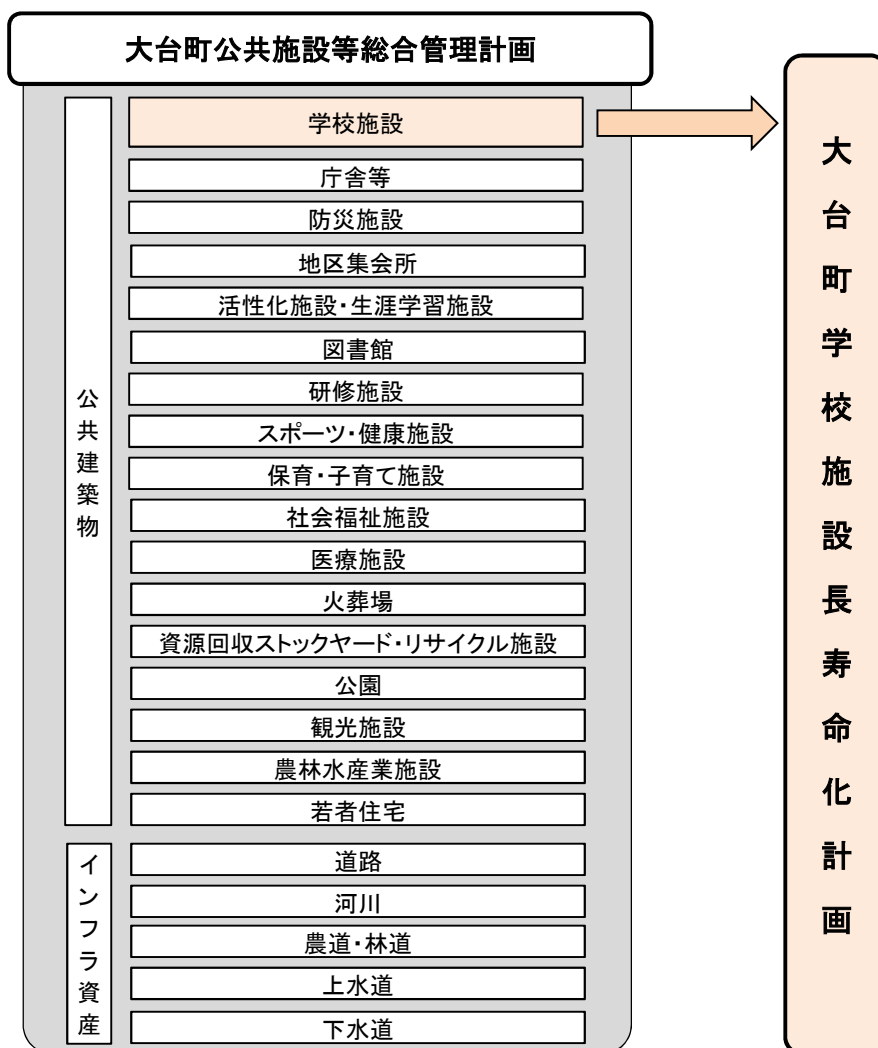 大台町公共施設等総合管理計画
公共建築物
学校施設
庁舎等
防災施設
地区集会所
活性化施設・生涯学習施設
図書館
研修施設
スポーツ・健康施設
保育・子育て施設
社会福祉施設
医療施設
火葬場
資源回収ストックヤード・リサイクル施設
公園
観光施設
農林水産業施設
若者住宅
インフラ資産
道路
河川
農道・林道
上水道
下水道
大台町学校施設長寿命化計画